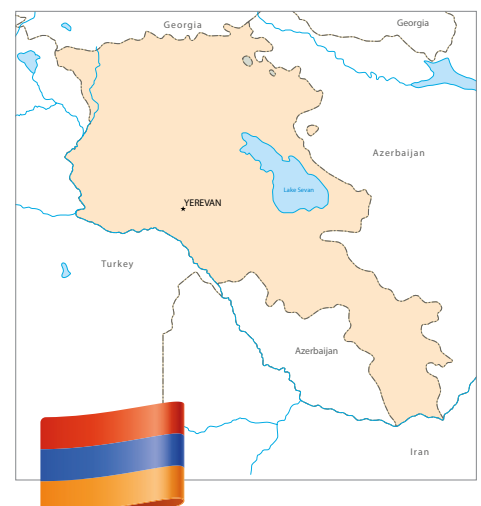 Georgia
Georgia
Azerbaijan
Lake Sevan
YEREVAN
Turkey
Azerbaijan
Iran